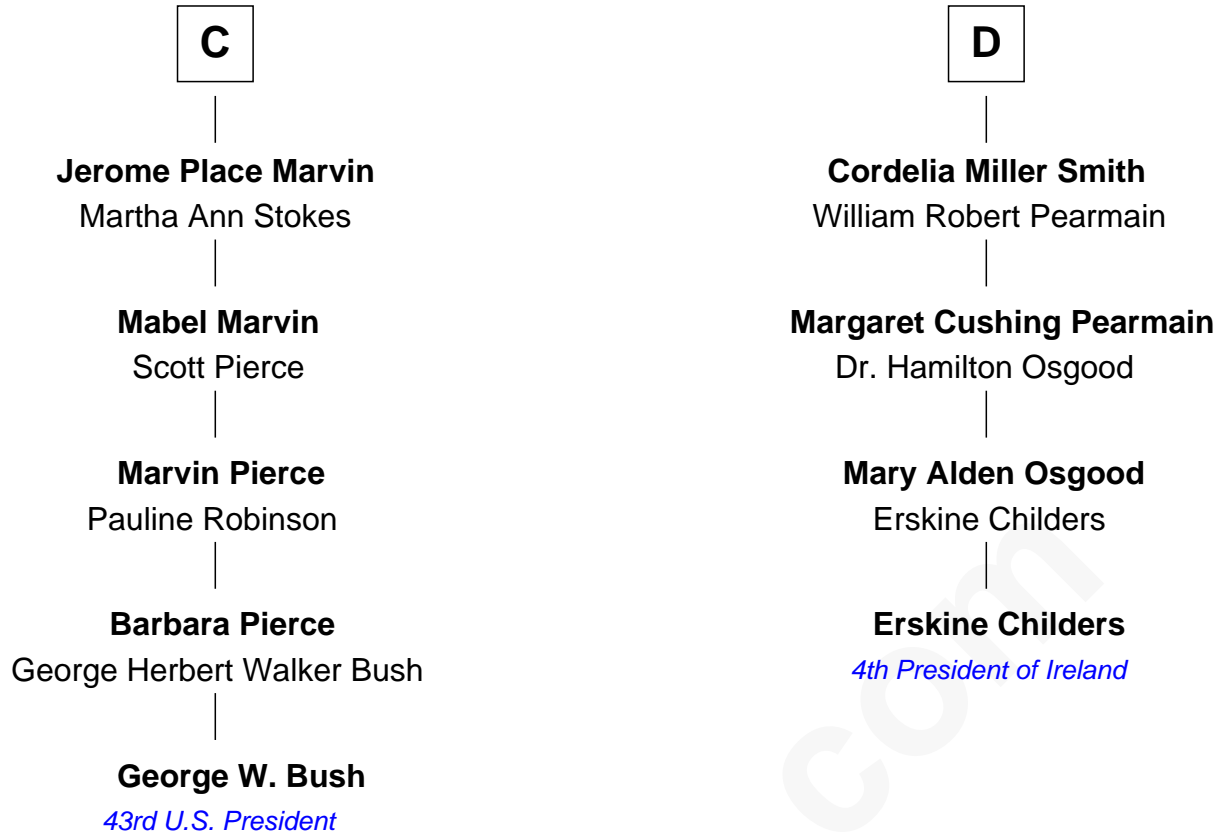 C
Jerome Place Marvin
Martha Ann Stokes
Mabel Marvin
Scott Pierce
Marvin Pierce
Pauline Robinson
Barbara Pierce
George Herbert Walker Bush
George W. Bush
43rd U.S. President
D
Cordelia Miller Smith
William Robert Pearmain
Margaret Cushing Pearmain
Dr. Hamilton Osgood
Mary Alden Osgood
Erskine Childers
Erskine Childers
4th President of Ireland
com